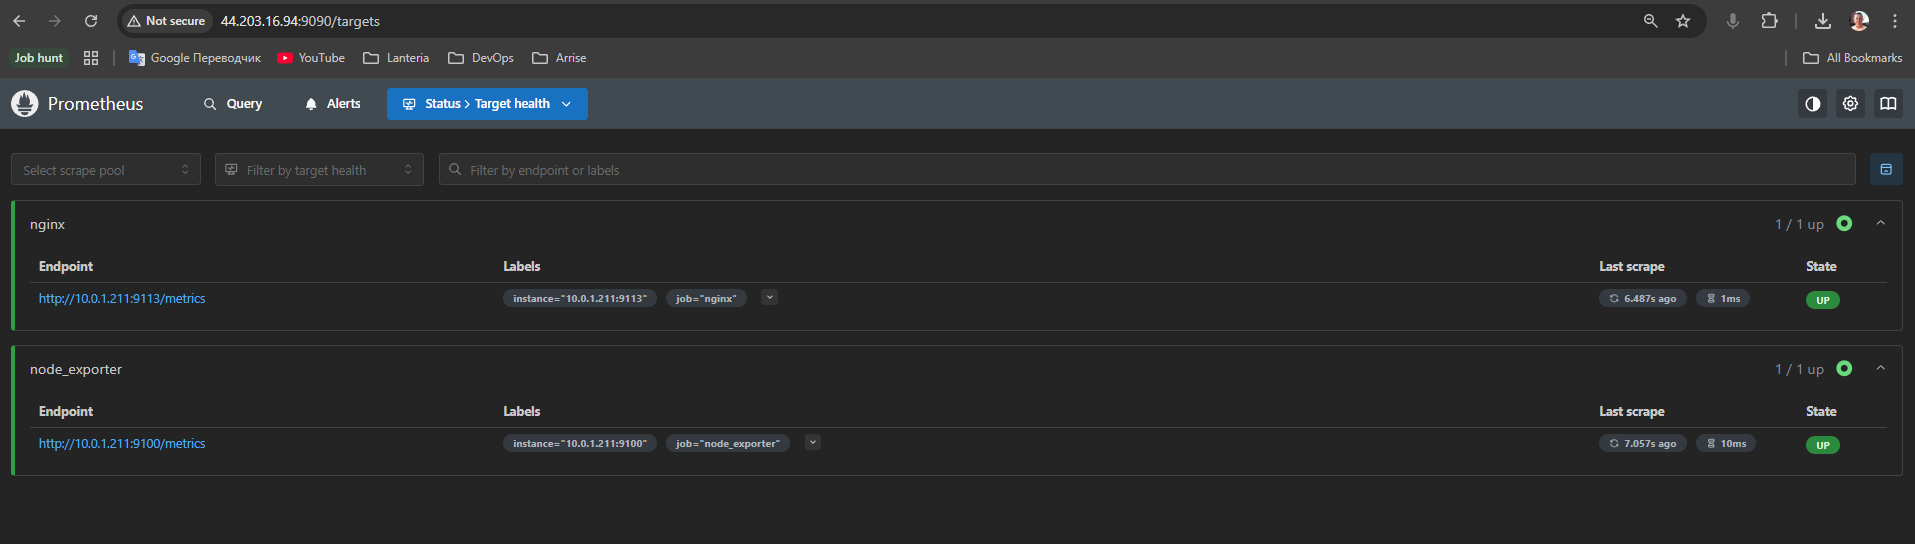 Not secure 44.203.16.94:9090/targets
Job hunt Google Переводчик YouTube Lanteria DevOps Arrise All Bookmarks
Prometheus Query Alerts Status > Target health
Select scrape pool Filter by target health Filter by endpoint or labels
nginx 1 / 1 up
Endpoint Labels Last scrape State
http://10.0.1.211:9113/metrics instance="10.0.1.211:9113" job="nginx" 6.487s ago 1ms UP
node_exporter 1 / 1 up
Endpoint Labels Last scrape State
http://10.0.1.211:9100/metrics instance="10.0.1.211:9100" job="node_exporter" 7.057s ago 10ms UP